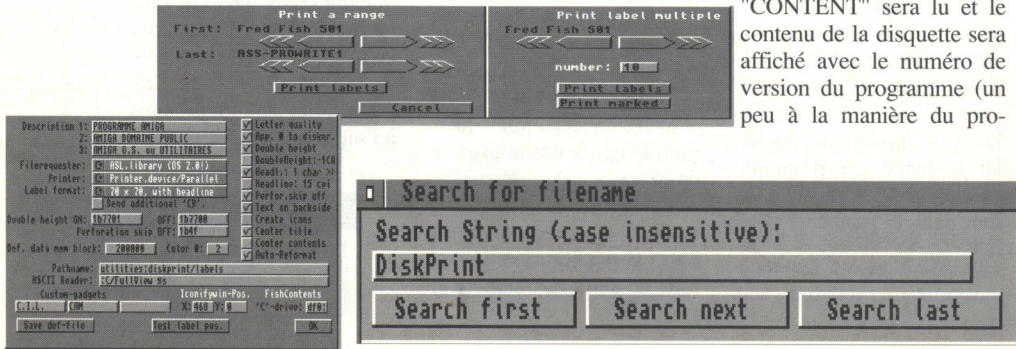 Print a range
First: Fred Fish 501
Last: ASS-PROWRITE1
Print labels
Cancel
Print label multiple
Fred Fish 501
number: 10
Print labels
Print marked
"CONTENT" sera lu et le
contenu de la disquette sera
affiché avec le numéro de
version du programme (un
peu à la manière du pro-
Description 1: PROGRAMME AMIGA
2: AMIGA DOMAINE PUBLIC
3: AMIGA O.S. ou UTILITAIRES
Filerequester: ASL.library (OS 2.0!)
Printer: Printer.device/Parallel
Label format: 70 x 70, with headline
Send additional 'CR'.
Double height ON: 1b7701 OFF: 1b7700
Perforation skip OFF: 1b4f
Def. data mem block: 200000 Color 0: 2
Letter quality
App. # to disknr.
Double height
DoubleHeight:-1CR
Headl.: 1 char >>
Headline: 15 cpi
Perfor.skip off
Text on backside
Create icons
Center title
Center contents
Auto-Reformat
Pathname: utilities:diskprint/labels
ASCII Reader: :C/FullView %s
Custom-gadgets Iconifywin-Pos. FishContents
C.I.L. CAM X: 460 Y: 0 'C'-drive: df0:
Save def-file Test label pos. OK
Search for filename
Search String (case insensitive):
DiskPrint
Search first Search next Search last